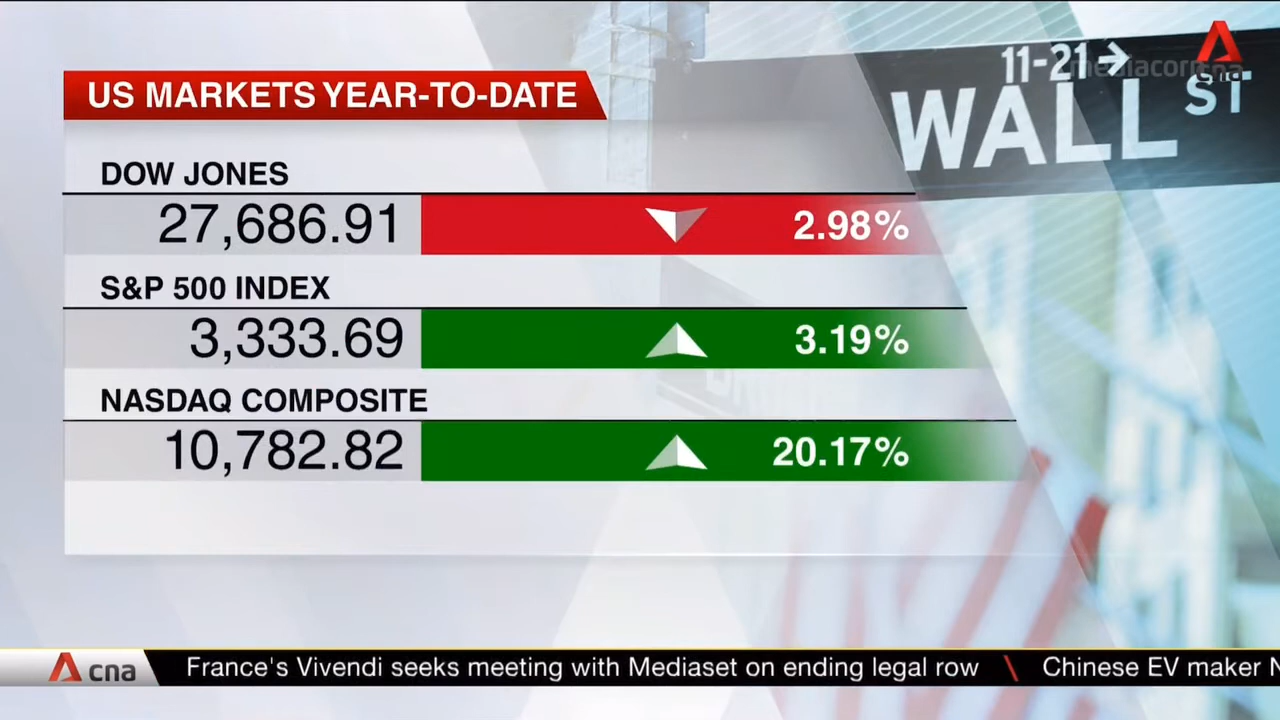 11-21→
mediacorp
cna
WALL ST
US MARKETS YEAR-TO-DATE
DOW JONES
27,686.91 2.98%
S&P 500 INDEX
3,333.69 3.19%
NASDAQ COMPOSITE
10,782.82 20.17%
cna France's Vivendi seeks meeting with Mediaset on ending legal row \ Chinese EV maker N